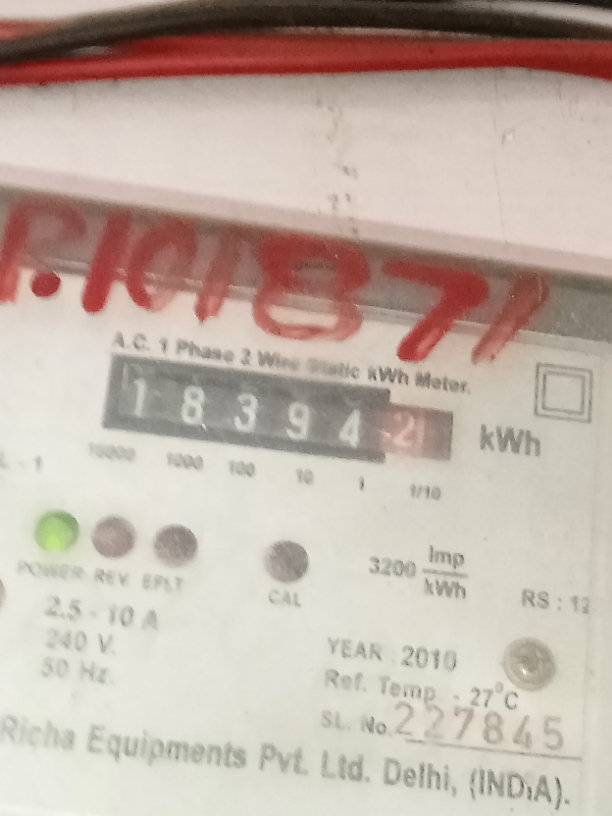 P.101871
A.C. 1 Phase 2 Wire Static kWh Meter.
1 8 3 9 4 2 kWh
10000 1000 100 10 1 1/10
L - 1
3200 Imp/kWh
POWER REV EPLT CAL
RS : 12
2.5 - 10 A
240 V.
50 Hz.
YEAR : 2010
Ref. Temp. - 27°C
SL. No. 227845
Richa Equipments Pvt. Ltd. Delhi, (INDIA).